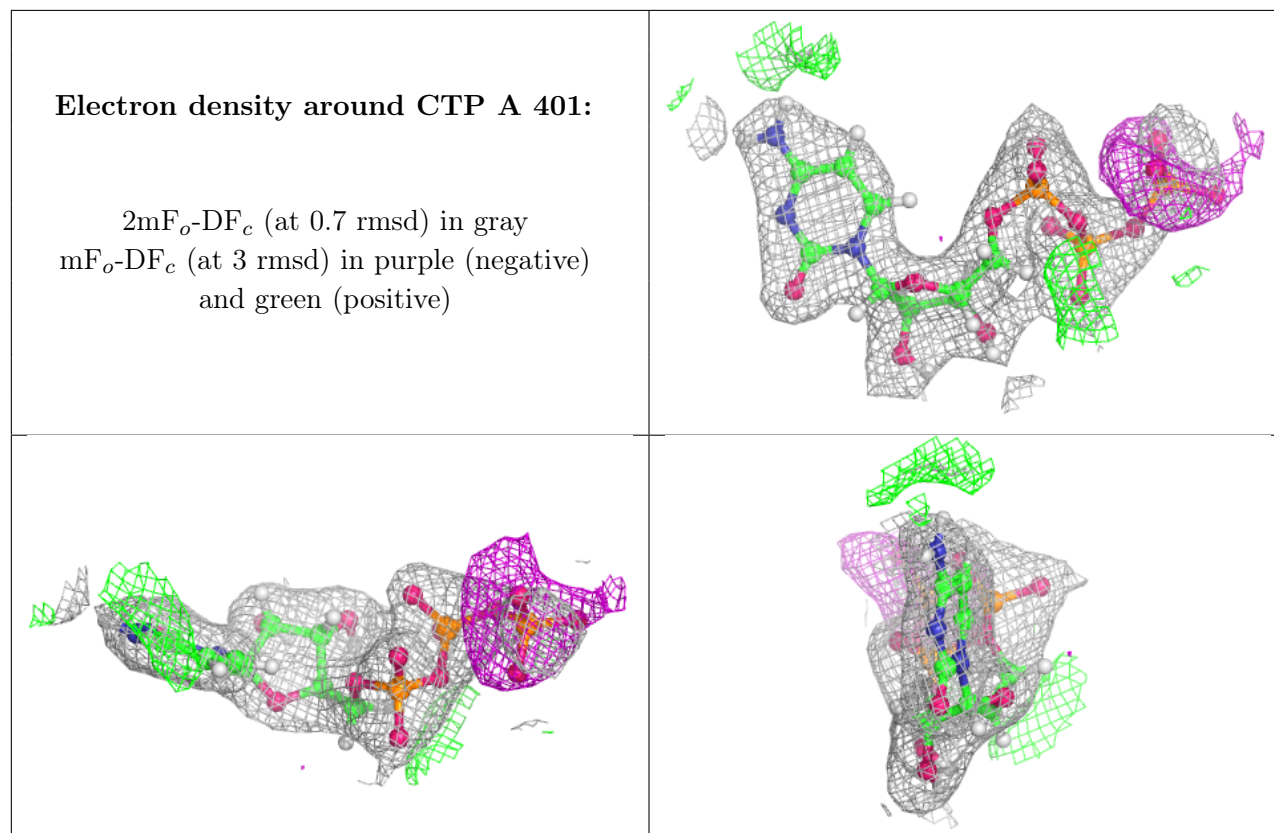 Electron density around CTP A 401:
2mFo-DFc (at 0.7 rmsd) in gray
mFo-DFc (at 3 rmsd) in purple (negative)
and green (positive)